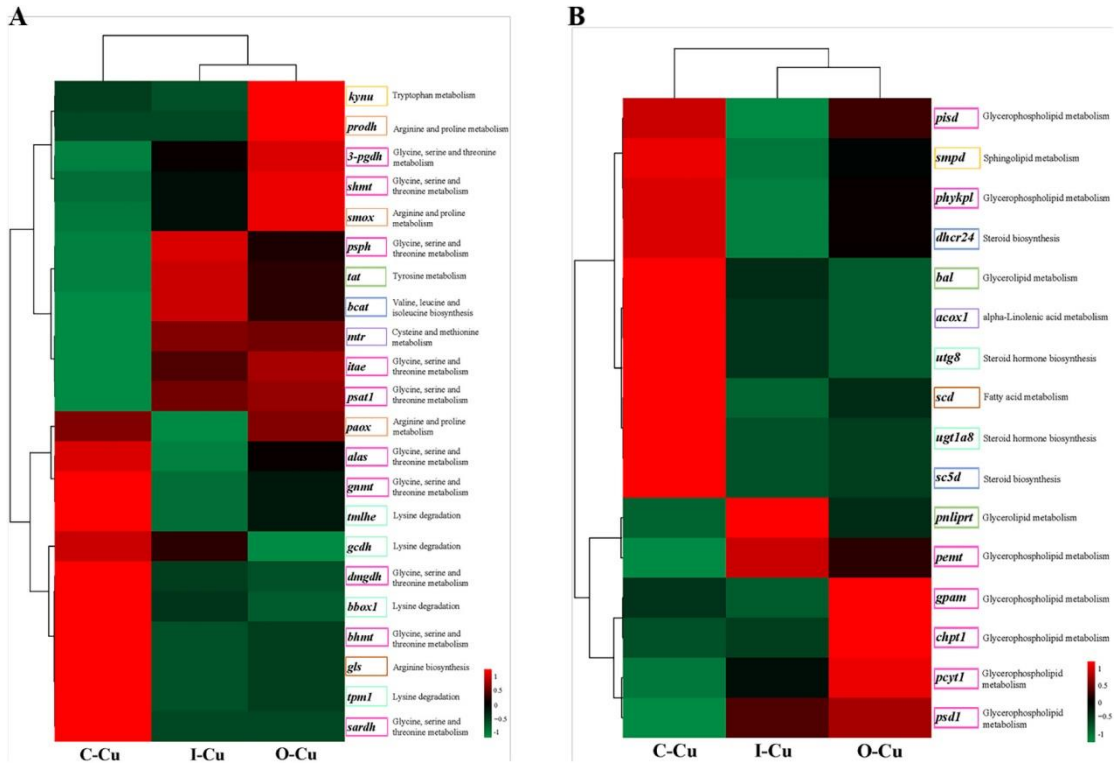 A
kynu Tryptophan metabolism
prodh Arginine and proline metabolism
3-pgdh Glycine, serine and threonine
metabolism
shmt Glycine, serine and
threonine metabolism
smox Arginine and proline
metabolism
psph Glycine, serine and
threonine metabolism
tat Tyrosine metabolism
bcat Valine, leucine and
isoleucine biosynthesis
mtr Cysteine and methionine
metabolism
itae Glycine, serine and
threonine metabolism
psat1 Glycine, serine and
threonine metabolism
paox Arginine and proline
metabolism
alas Glycine, serine and
threonine metabolism
gnmt Glycine, serine and
threonine metabolism
tmlhe Lysine degradation
gcdh Lysine degradation
dmgdh Glycine, serine and
threonine metabolism
bbox1 Lysine degradation
bhmt Glycine, serine and
threonine metabolism
gls Arginine biosynthesis
tpm1 Lysine degradation
sardh Glycine, serine and
threonine metabolism
1
0.5
0
-0.5
-1
C-Cu I-Cu O-Cu
B
pisd Glycerophospholipid metabolism
smpd Sphingolipid metabolism
phykpl Glycerophospholipid metabolism
dhcr24 Steroid biosynthesis
bal Glycerolipid metabolism
acox1 alpha-Linolenic acid metabolism
utg8 Steroid hormone biosynthesis
scd Fatty acid metabolism
ugt1a8 Steroid hormone biosynthesis
sc5d Steroid biosynthesis
pnliprt Glycerolipid metabolism
pemt Glycerophospholipid metabolism
gpam Glycerophospholipid metabolism
chpt1 Glycerophospholipid metabolism
pcyt1 Glycerophospholipid
metabolism
psd1 Glycerophospholipid
metabolism
1
0.5
0
-0.5
-1
C-Cu I-Cu O-Cu